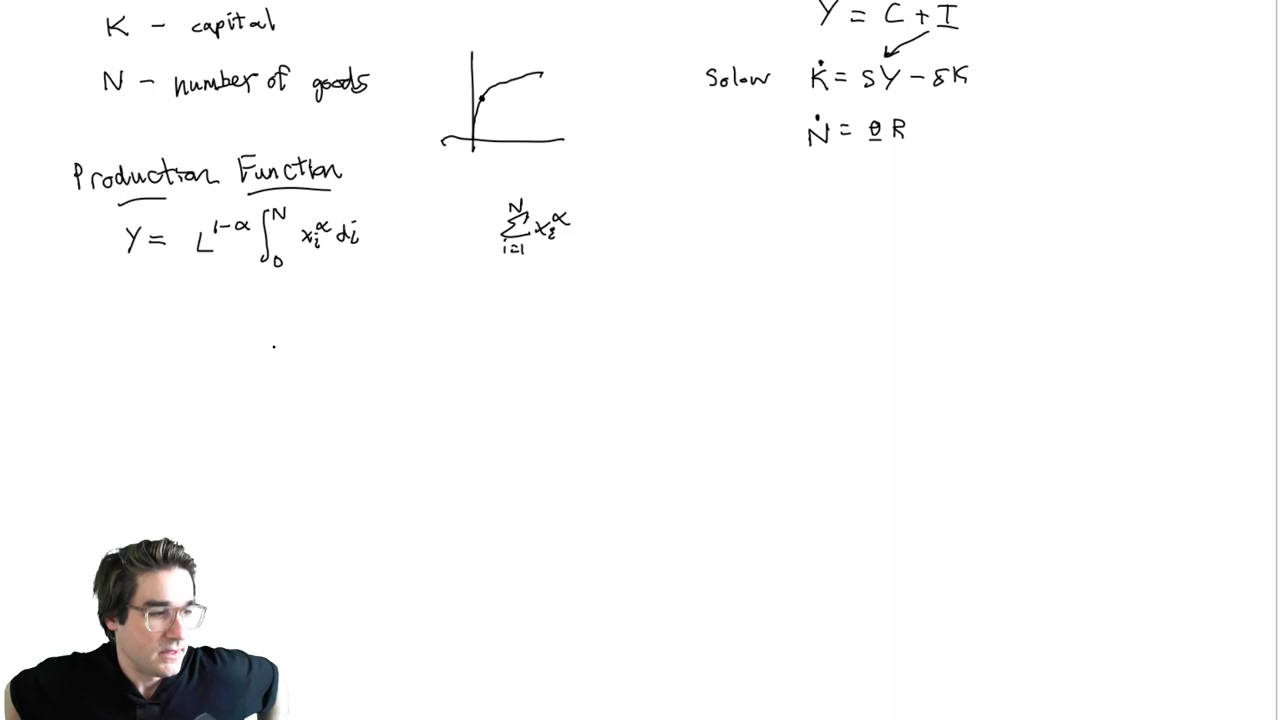 K - capital
N - number of goods
Production Function
Y = L^{1-α} ∫_0^N x_i^α di
∑_{i=1}^N x_i^α
Y = C + I
Solow K̇ = sY - δK
Ṅ = θR